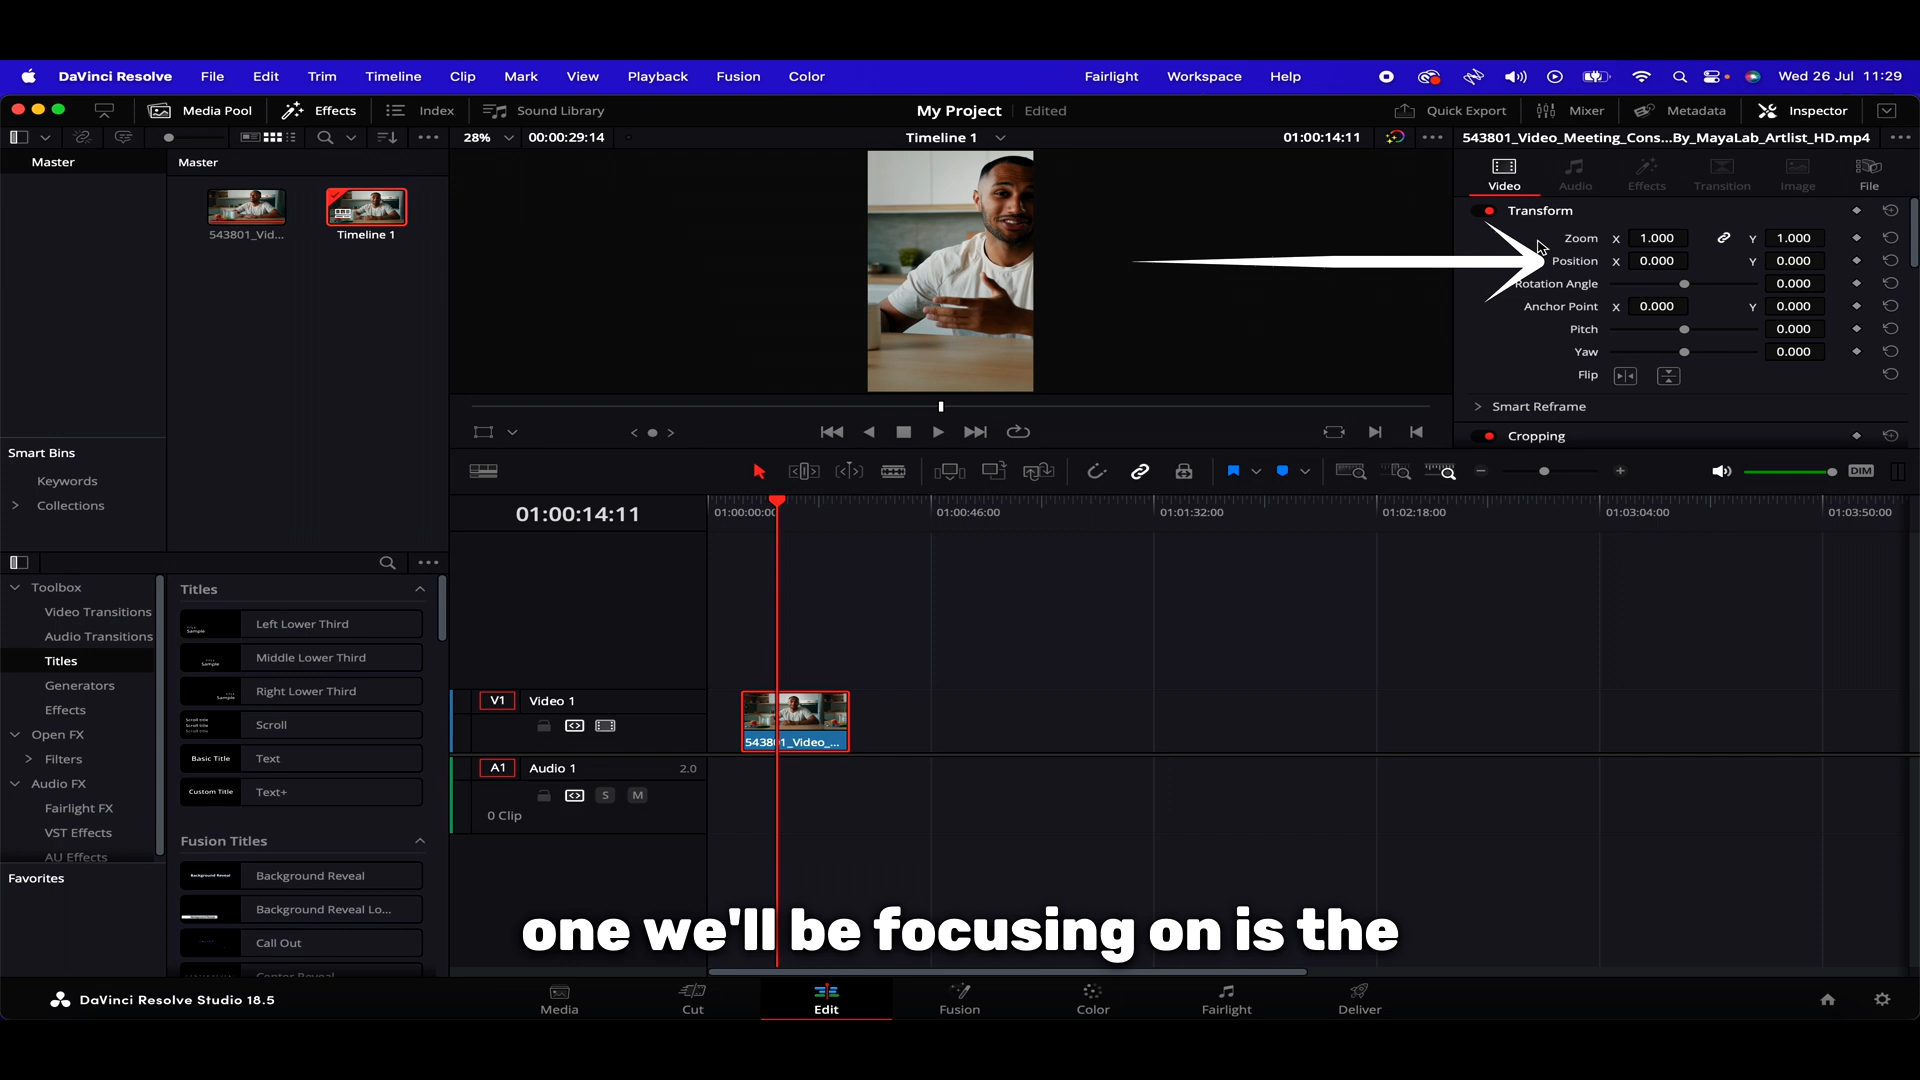 DaVinci Resolve File Edit Trim Timeline Clip Mark View Playback Fusion Color Fairlight Workspace Help Wed 26 Jul 11:29
Media Pool Effects Index Sound Library My Project Edited Quick Export Mixer Metadata Inspector
28% 00:00:29:14 Timeline 1 01:00:14:11 543801_Video_Meeting_Cons...By_MayaLab_Artlist_HD.mp4
Master Master
Video Audio Effects Transition Image File
543801_Vid... Timeline 1
Transform
Zoom X 1.000 Y 1.000
Position X 0.000 Y 0.000
Rotation Angle 0.000
Anchor Point X 0.000 Y 0.000
Pitch 0.000
Yaw 0.000
Flip
Smart Reframe
Cropping
Smart Bins
Keywords
Collections
DIM
01:00:14:11
01:00:00:00 01:00:46:00 01:01:32:00 01:02:18:00 01:03:04:00 01:03:50:00
Toolbox
Video Transitions
Audio Transitions
Titles
Generators
Effects
Open FX
Filters
Audio FX
Fairlight FX
VST Effects
AU Effects
Favorites
Titles
Left Lower Third
Middle Lower Third
Right Lower Third
Scroll
Basic Title Text
Custom Title Text+
Fusion Titles
Background Reveal Background Reveal
Background Reveal Lo...
Call Out
Center Reveal
V1 Video 1
543801_Video_...
A1 Audio 1 2.0
S M
0 Clip
one we'll be focusing on is the
DaVinci Resolve Studio 18.5
Media Cut Edit Fusion Color Fairlight Deliver